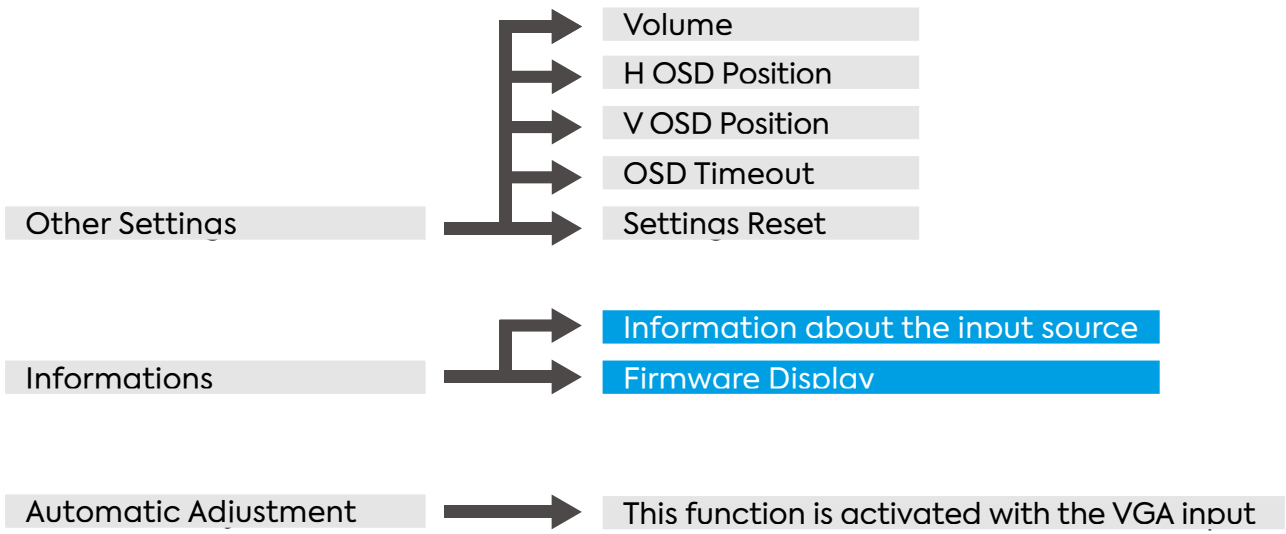 Volume
H OSD Position
V OSD Position
OSD Timeout
Other Settings
Settings Reset
Information about the input source
Informations
Firmware Display
Automatic Adjustment
This function is activated with the VGA input